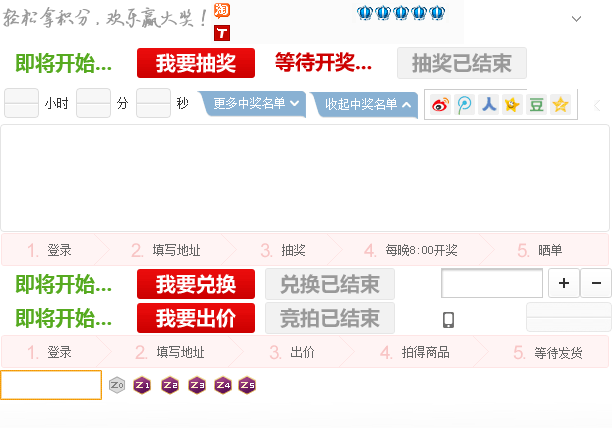 轻松拿积分,欢乐赢大奖! 淘
T
即将开始... 我要抽奖 等待开奖... 抽奖已结束
小时 分 秒 更多中奖名单 收起中奖名单 豆
1. 登录 2. 填写地址 3. 抽奖 4. 每晚8:00开奖 5. 晒单
即将开始... 我要兑换 兑换已结束 + −
即将开始... 我要出价 竞拍已结束
1. 登录 2. 填写地址 3. 出价 4. 拍得商品 5. 等待发货
Z0 Z1 Z2 Z3 Z4 Z5